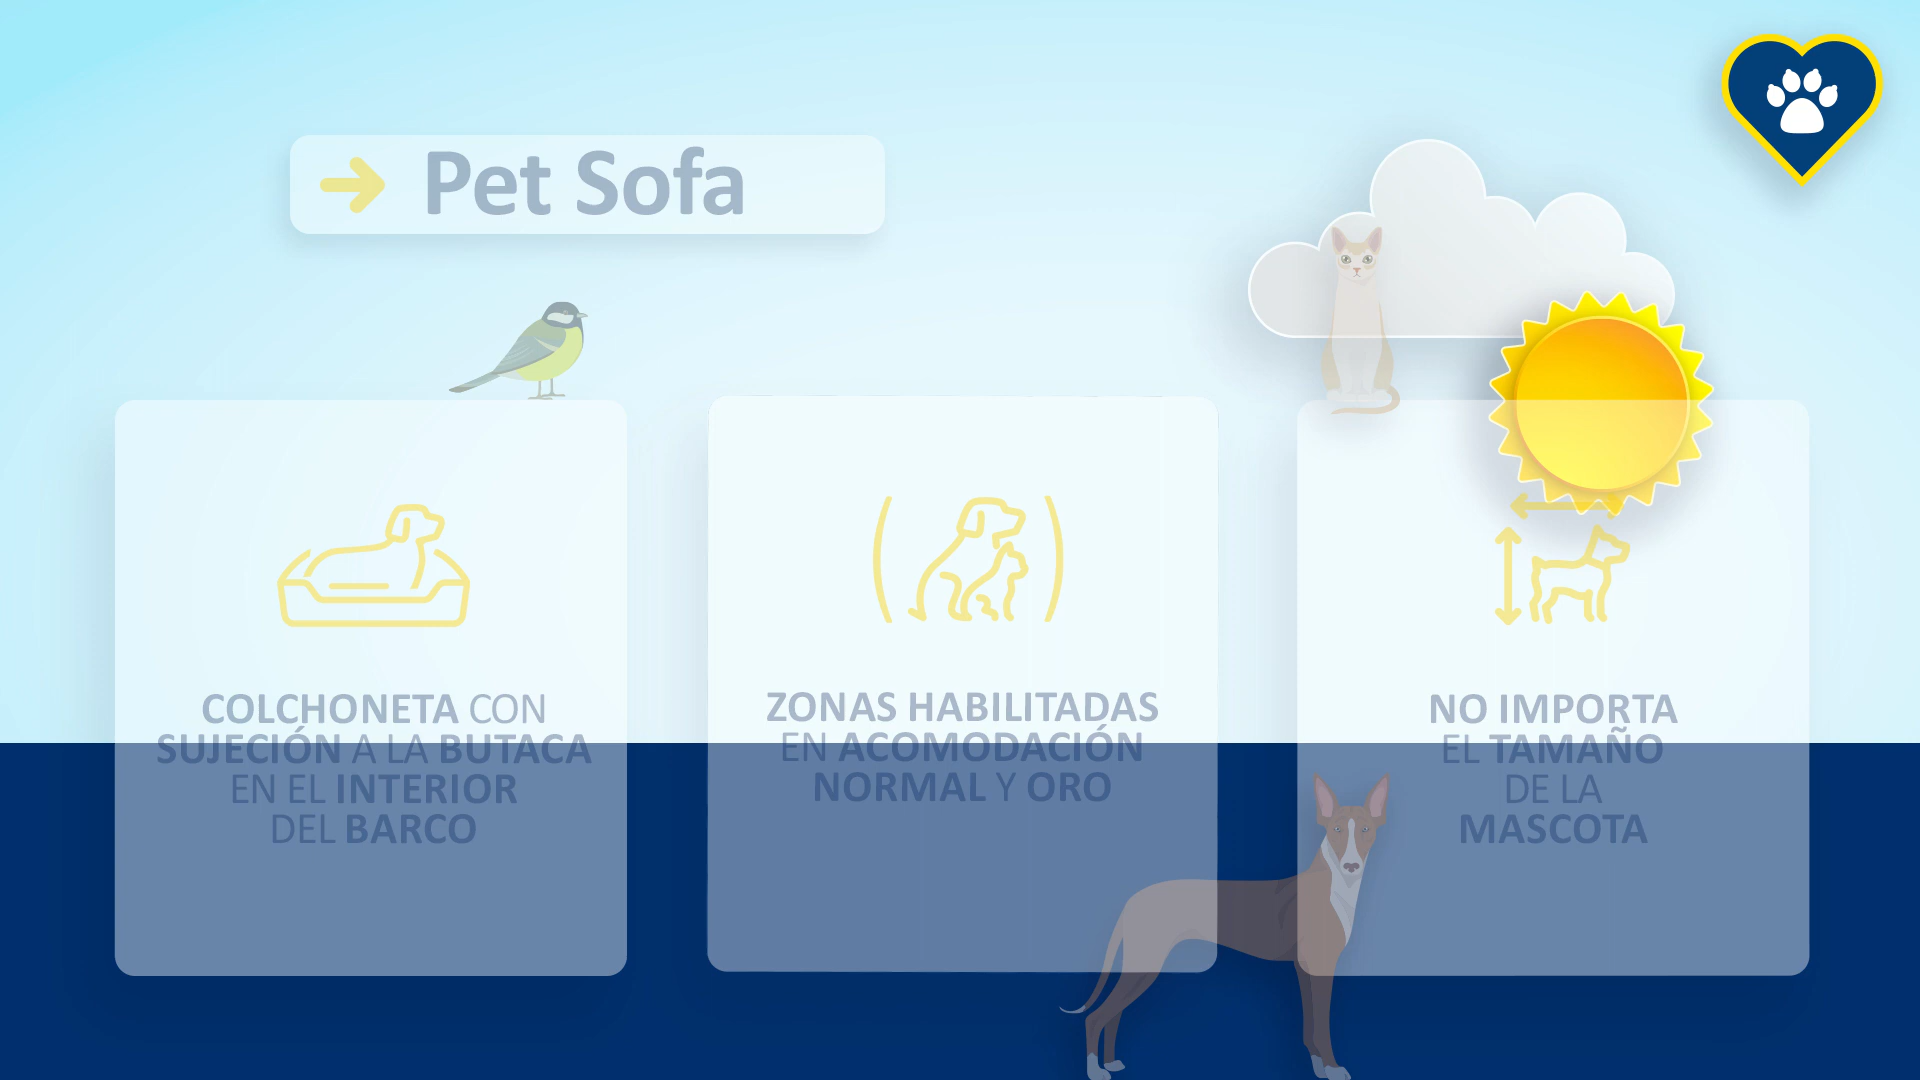 Pet Sofa
COLCHONETA CON
SUJECIÓN A LA BUTACA
EN EL INTERIOR
DEL BARCO
ZONAS HABILITADAS
EN ACOMODACIÓN
NORMAL Y ORO
NO IMPORTA
EL TAMAÑO
DE LA
MASCOTA